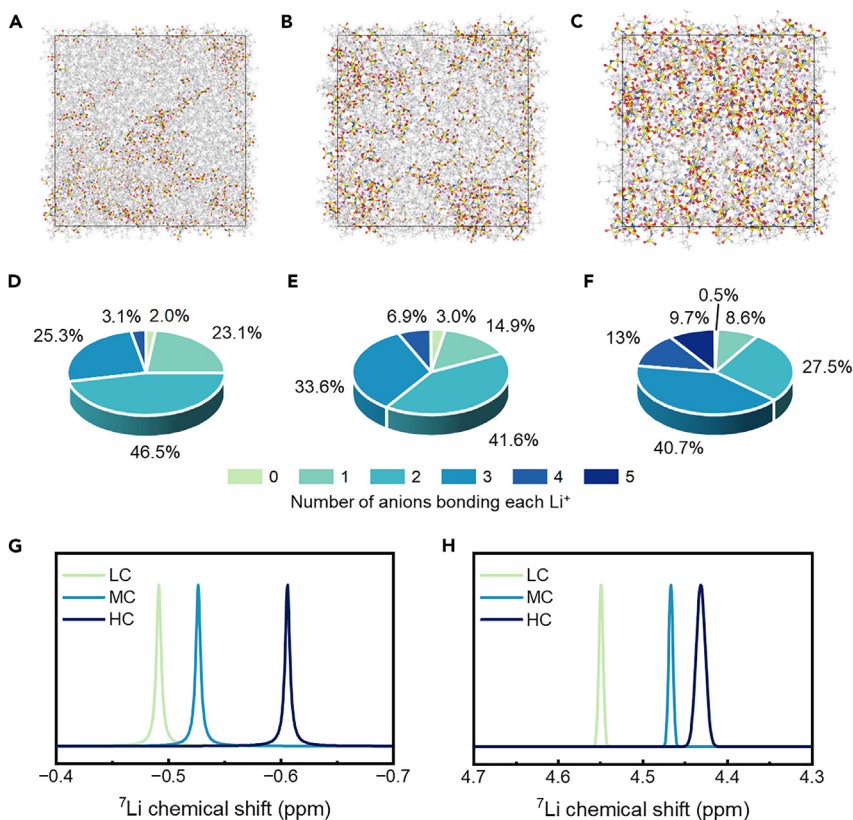 A
B
C
D
E
F
3.1%
2.0%
25.3%
23.1%
46.5%
6.9%
3.0%
14.9%
33.6%
41.6%
0.5%
9.7%
8.6%
13%
27.5%
40.7%
0 1 2 3 4 5
Number of anions bonding each Li⁺
G
LC
MC
HC
−0.4 −0.5 −0.6 −0.7
⁷Li chemical shift (ppm)
H
LC
MC
HC
4.7 4.6 4.5 4.4 4.3
⁷Li chemical shift (ppm)